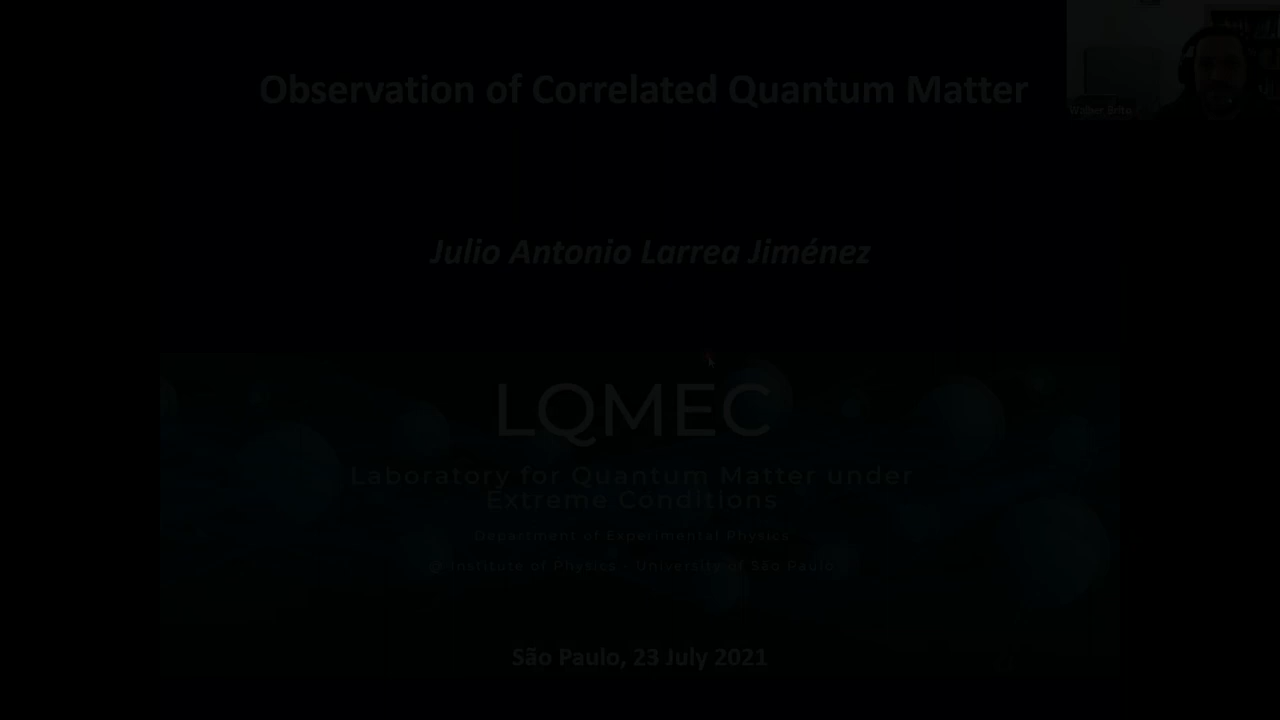 Observation of Correlated Quantum Matter
Julio Antonio Larrea Jiménez
LQMEC
Laboratory for Quantum Matter under
Extreme Conditions
Department of Experimental Physics
@ Institute of Physics - University of São Paulo
São Paulo, 23 July 2021